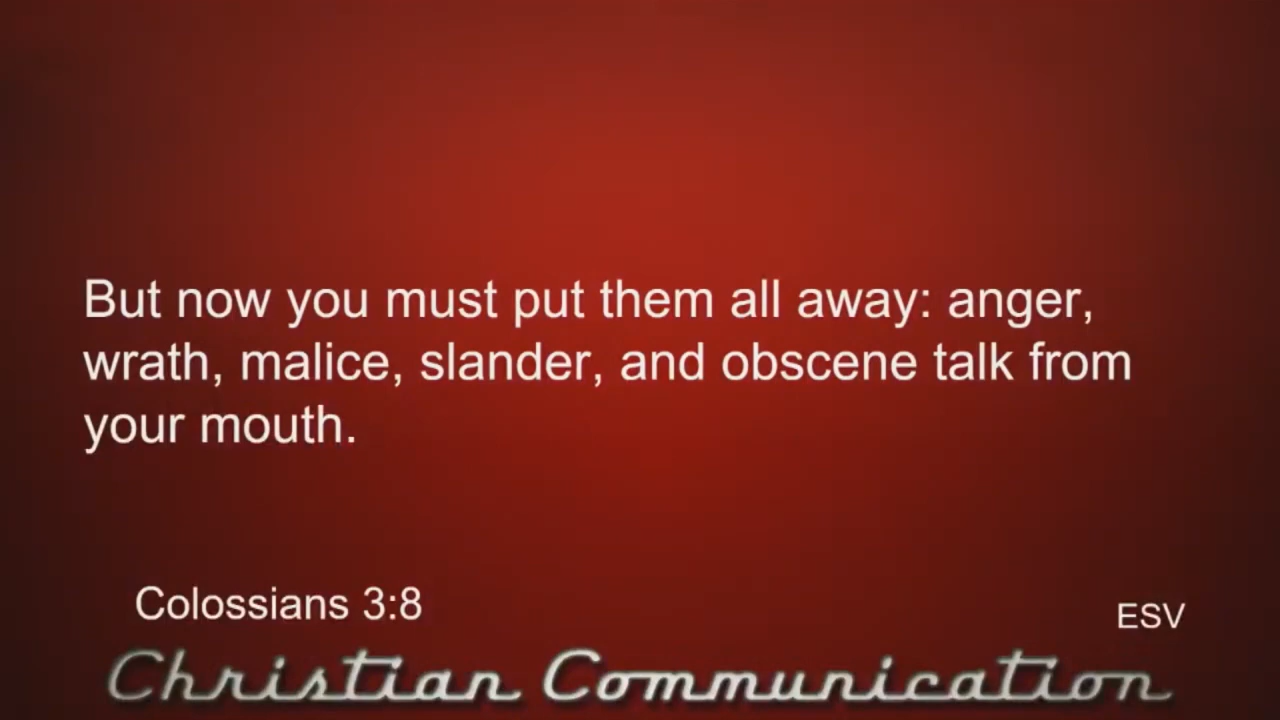 But now you must put them all away: anger,
wrath, malice, slander, and obscene talk from
your mouth.
Colossians 3:8
ESV
Christian Communication